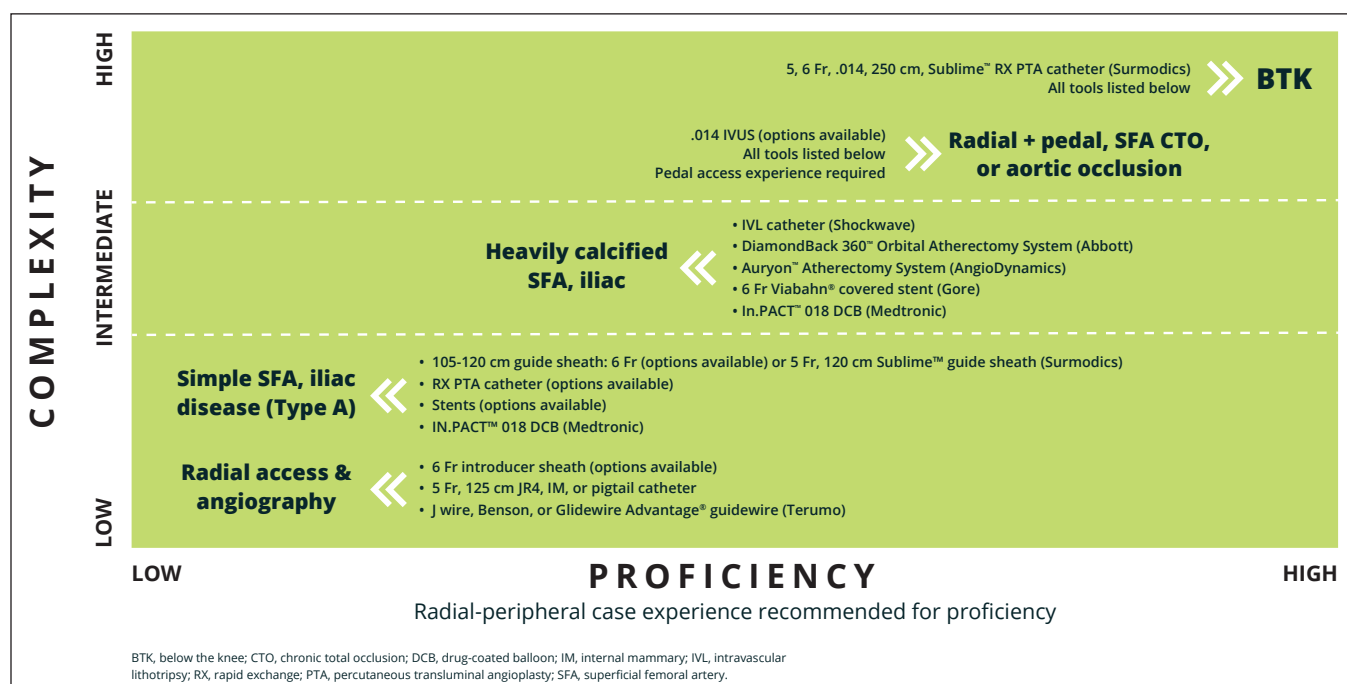 HIGH
5, 6 Fr, .014, 250 cm, Sublime™ RX PTA catheter (Surmodics)
All tools listed below
BTK
.014 IVUS (options available)
All tools listed below
Pedal access experience required
Radial + pedal, SFA CTO,
or aortic occlusion
COMPLEXITY
INTERMEDIATE
Heavily calcified
SFA, iliac
• IVL catheter (Shockwave)
• DiamondBack 360™ Orbital Atherectomy System (Abbott)
• Auryon™ Atherectomy System (AngioDynamics)
• 6 Fr Viabahn® covered stent (Gore)
• In.PACT™ 018 DCB (Medtronic)
Simple SFA, iliac
disease (Type A)
• 105-120 cm guide sheath: 6 Fr (options available) or 5 Fr, 120 cm Sublime™ guide sheath (Surmodics)
• RX PTA catheter (options available)
• Stents (options available)
• IN.PACT™ 018 DCB (Medtronic)
Radial access &
angiography
• 6 Fr introducer sheath (options available)
• 5 Fr, 125 cm JR4, IM, or pigtail catheter
• J wire, Benson, or Glidewire Advantage® guidewire (Terumo)
LOW
LOW
PROFICIENCY
HIGH
Radial-peripheral case experience recommended for proficiency
BTK, below the knee; CTO, chronic total occlusion; DCB, drug-coated balloon; IM, internal mammary; IVL, intravascular
lithotripsy; RX, rapid exchange; PTA, percutaneous transluminal angioplasty; SFA, superficial femoral artery.